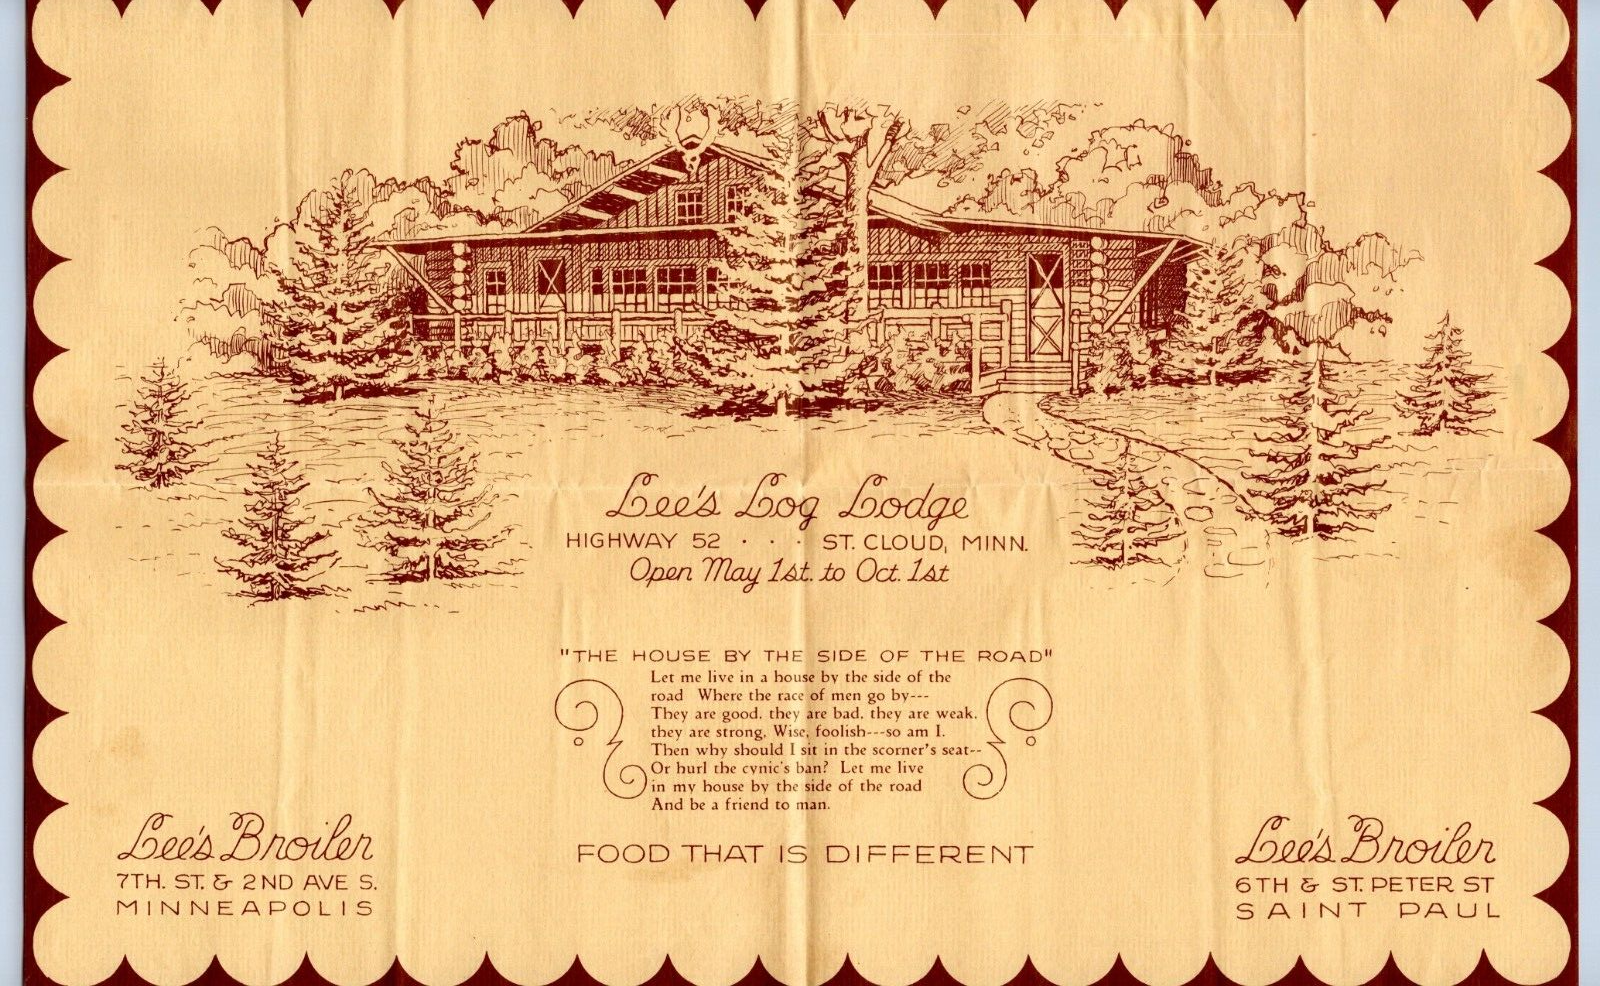 Lee's Log Lodge
HIGHWAY 52 · · · ST. CLOUD, MINN.
Open May 1st. to Oct. 1st
"THE HOUSE BY THE SIDE OF THE ROAD"
Let me live in a house by the side of the
road Where the race of men go by---
They are good, they are bad, they are weak,
they are strong, Wise, foolish---so am I.
Then why should I sit in the scorner's seat--
Or hurl the cynic's ban? Let me live
in my house by the side of the road
And be a friend to man.
FOOD THAT IS DIFFERENT
Lee's Broiler
7TH. ST. & 2ND AVE S.
MINNEAPOLIS
Lee's Broiler
6TH & ST. PETER ST
SAINT PAUL